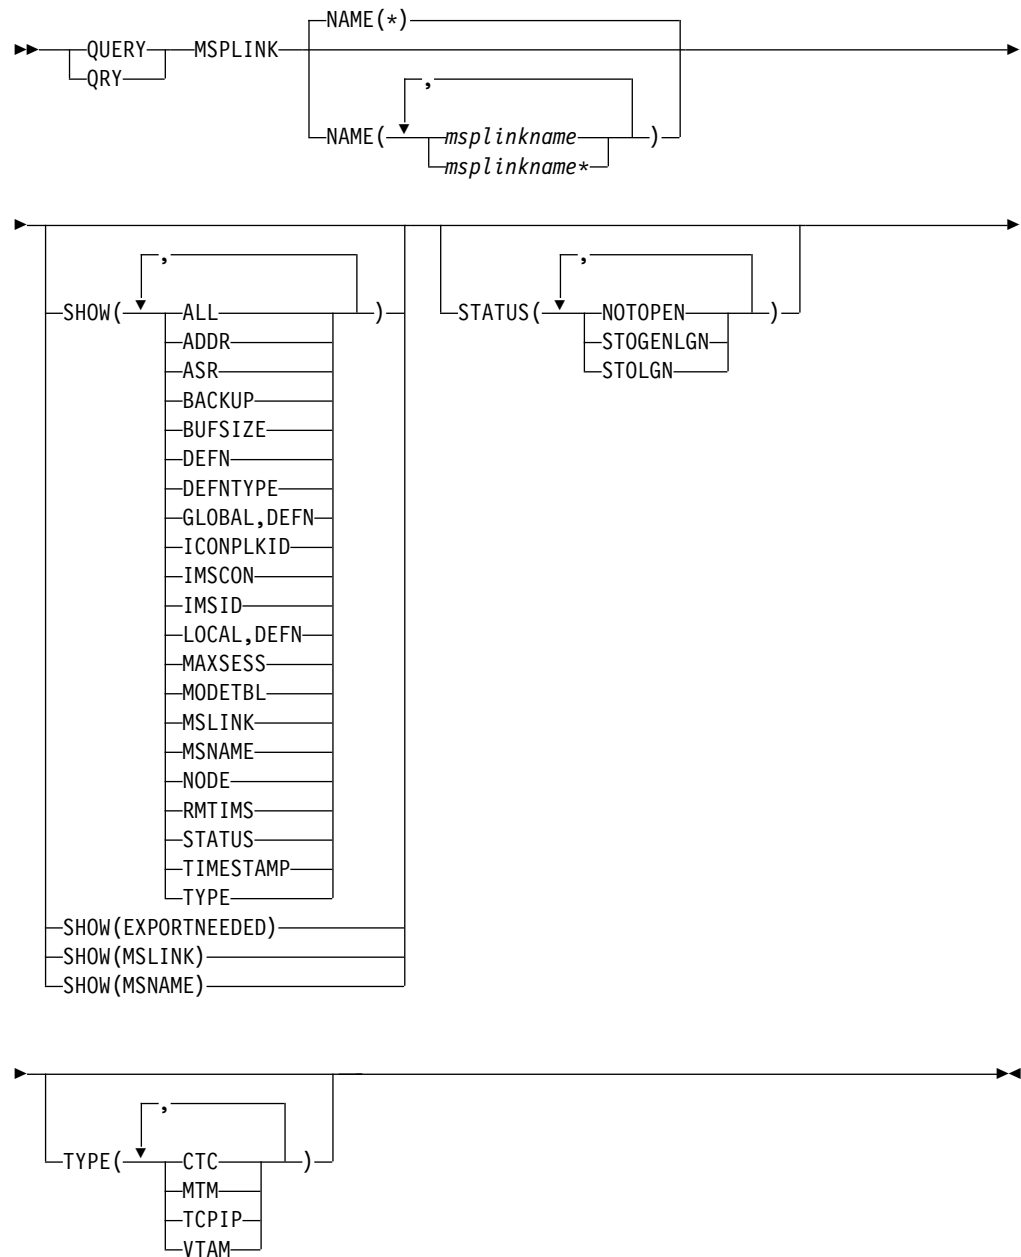 NAME(*)
QUERY MSPLINK
QRY
,
NAME( msplinkname )
msplinkname*
, ,
SHOW( ALL ) STATUS( NOTOPEN )
ADDR STOGENLGN
ASR STOLGN
BACKUP
BUFSIZE
DEFN
DEFNTYPE
GLOBAL,DEFN
ICONPLKID
IMSCON
IMSID
LOCAL,DEFN
MAXSESS
MODETBL
MSLINK
MSNAME
NODE
RMTIMS
STATUS
TIMESTAMP
TYPE
SHOW(EXPORTNEEDED)
SHOW(MSLINK)
SHOW(MSNAME)
,
TYPE( CTC )
MTM
TCPIP
VTAM